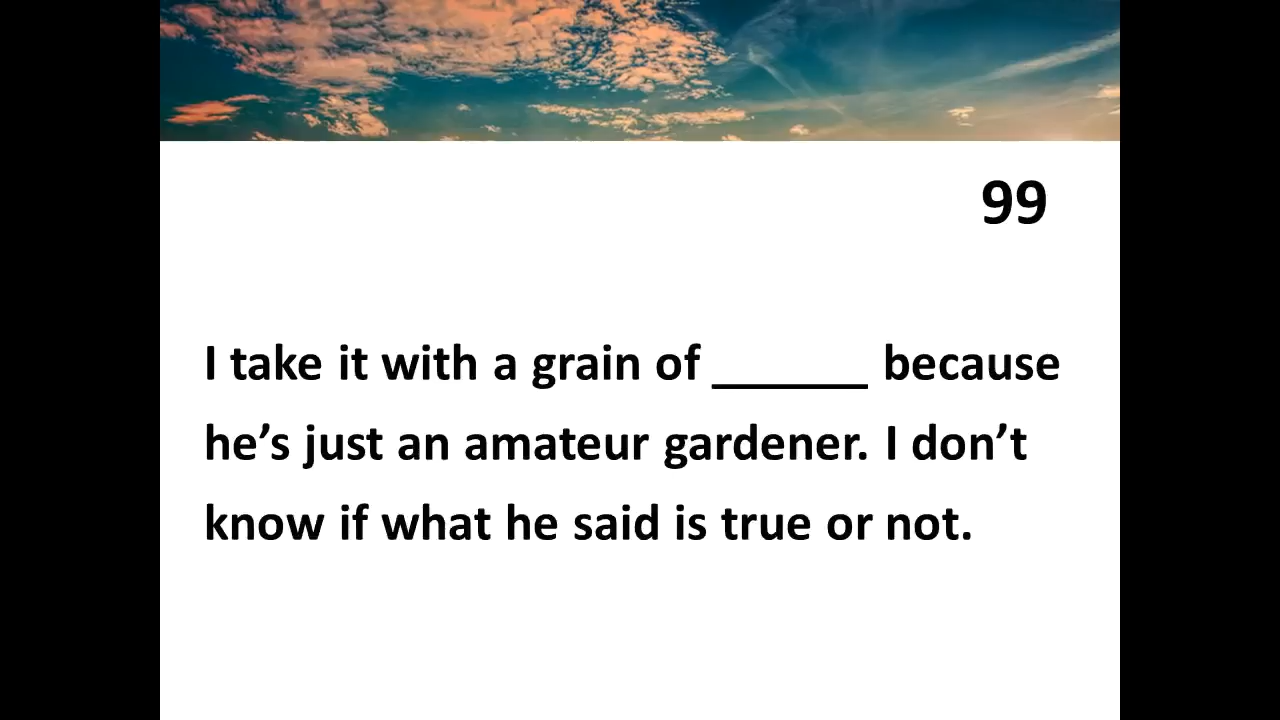 99
I take it with a grain of ______ because
he’s just an amateur gardener. I don’t
know if what he said is true or not.